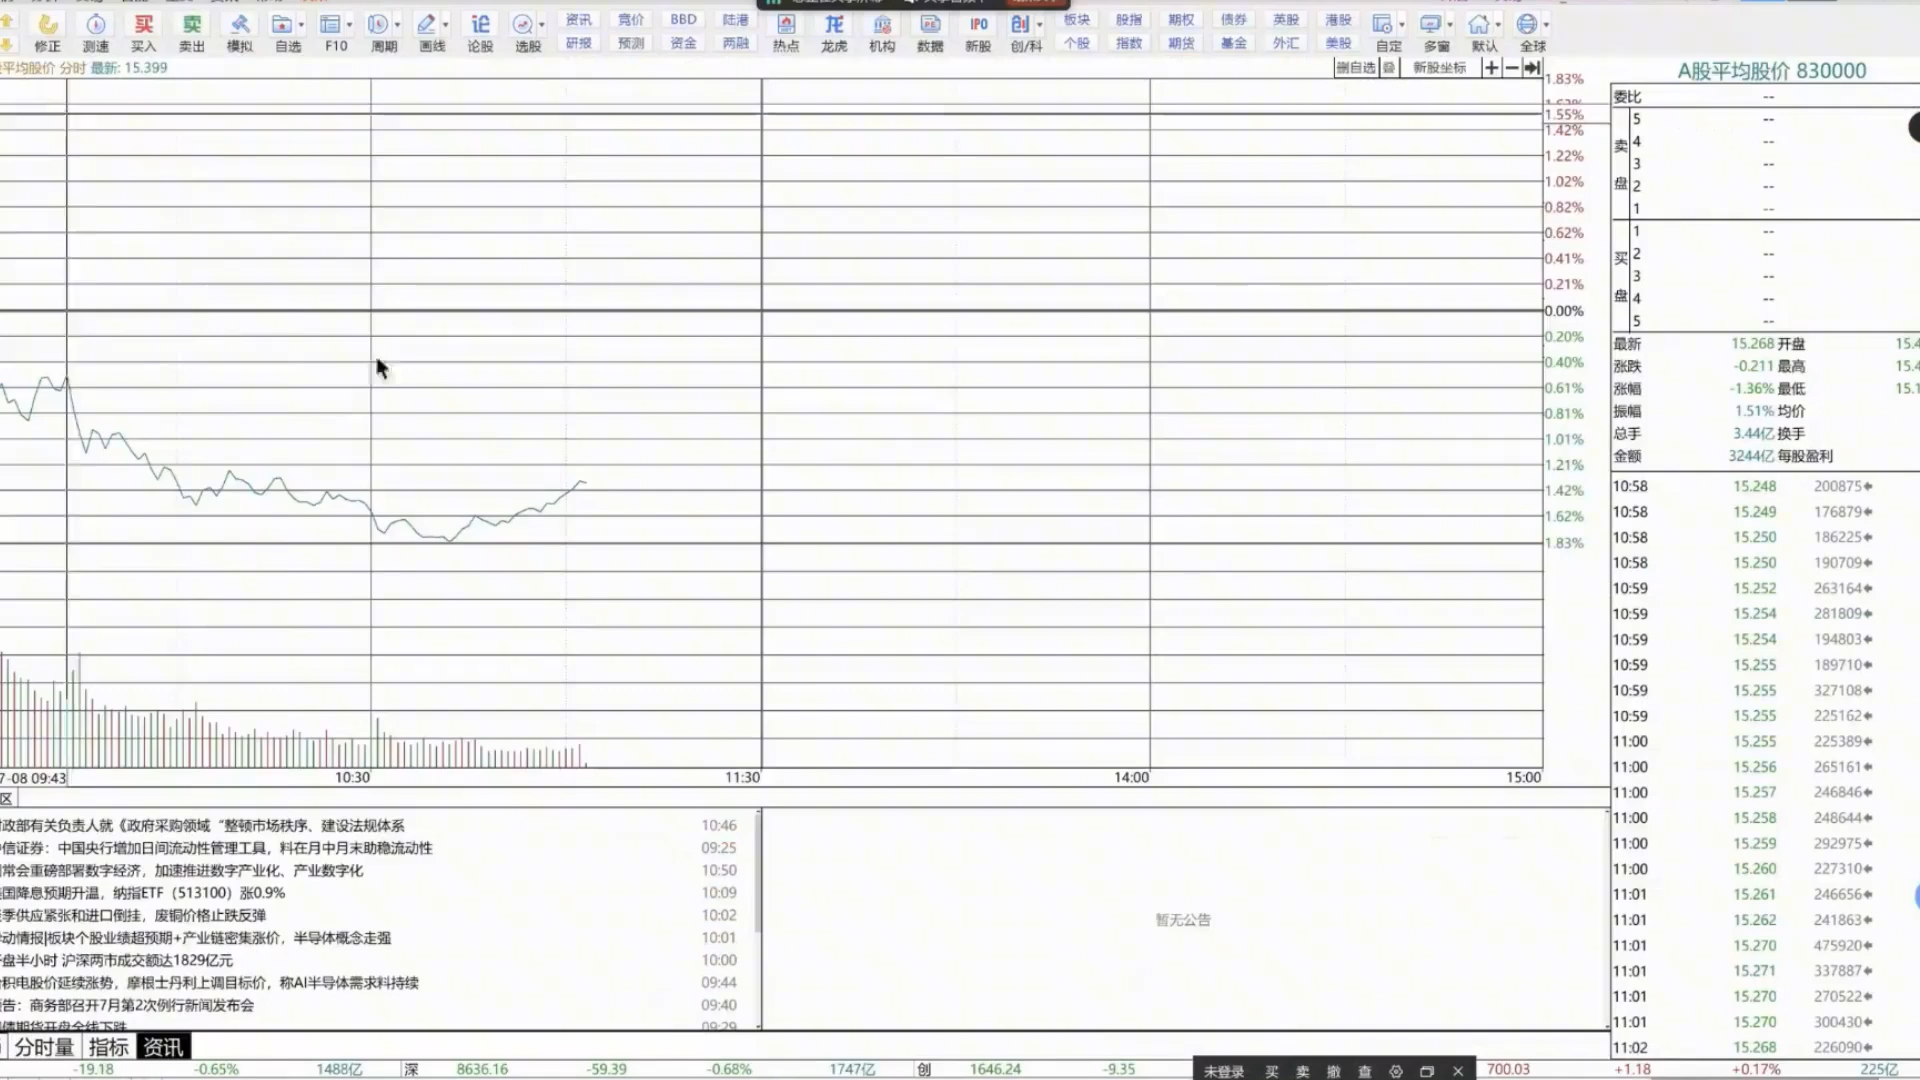 修正 测速 买入 卖出 模拟 自选 F10 周期 画线 论股 选股 热点 龙虎 机构 数据 新股 创/科 自定 多窗 默认 全球
论 买 卖 龙 IPO 创
资讯 竞价 BBD 陆港 板块 股指 期权 债券 英股 港股
研报 预测 资金 两融 个股 指数 期货 基金 外汇 美股
平均股价 分时 最新: 15.399
删自选 新股坐标
A股平均股价 830000
1.83%
1.55%
1.42%
1.22%
1.02%
0.82%
0.62%
0.41%
0.21%
0.00%
0.20%
0.40%
0.61%
0.81%
1.01%
1.21%
1.42%
1.62%
1.83%
委比 --
卖盘
5 --
4 --
3 --
2 --
1 --
买盘
1 --
2 --
3 --
4 --
5 --
最新 15.268 开盘 15.4
涨跌 -0.211 最高 15.4
涨幅 -1.36% 最低 15.1
振幅 1.51% 均价
总手 3.44亿 换手
金额 3244亿 每股盈利
10:58 15.248 200875
10:58 15.249 176879
10:58 15.250 186225
10:58 15.250 190709
10:59 15.252 263164
10:59 15.254 281809
10:59 15.254 194803
10:59 15.255 189710
10:59 15.255 327108
10:59 15.255 225162
11:00 15.255 225389
11:00 15.256 265161
11:00 15.257 246846
11:00 15.258 248644
11:00 15.259 292975
11:00 15.260 227310
11:01 15.261 246656
11:01 15.262 241863
11:01 15.270 475920
11:01 15.271 337887
11:01 15.270 270522
11:01 15.270 300430
11:02 15.268 226090
7-08 09:43 10:30 11:30 14:00 15:00
区
政部有关负责人就《政府采购领域“整顿市场秩序、建设法规体系 10:46
信证券：中国央行增加日间流动性管理工具，料在月中月末助稳流动性 09:25
常会重磅部署数字经济，加速推进数字产业化、产业数字化 10:50
国降息预期升温，纳指ETF（513100）涨0.9% 10:09
季供应紧张和进口倒挂，废铜价格止跌反弹 10:02
动情报|板块个股业绩超预期+产业链密集涨价，半导体概念走强 10:01
盘半小时 沪深两市成交额达1829亿元 10:00
积电股价延续涨势，摩根士丹利上调目标价，称AI半导体需求料持续 09:44
告：商务部召开7月第2次例行新闻发布会 09:40
债期货开盘全线下跌 09:29
暂无公告
分时量 指标 资讯
-19.18 -0.65% 1488亿 深 8636.16 -59.39 -0.68% 1747亿 创 1646.24 -9.35 未登录 买 卖 撤 查 700.03 +1.18 +0.17% 225亿